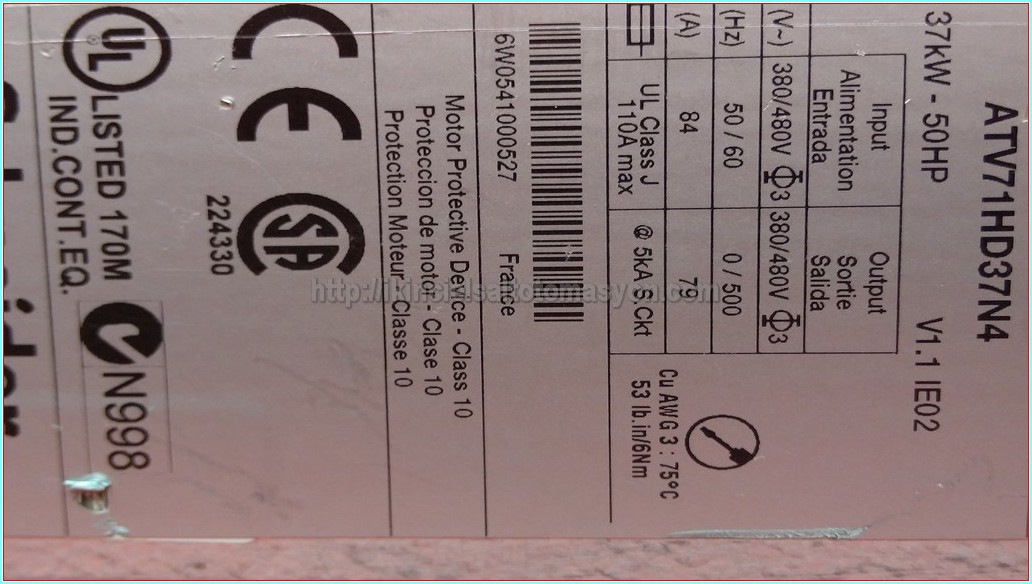 ATV71HD37N4
37kW - 50HP V1.1 IE02
Input Output
Alimentation Sortie
Entrada Salida
(V~) 380/480V Φ3 380/480V Φ3
(Hz) 50 / 60 0 / 500
(A) 84 79
UL Class J @ 5kA S.Ckt
110A max
Cu AWG 3 : 75°C
53 lb.in/6Nm
6W0541000527 France
Motor Protective Device - Class 10
Proteccion de motor - Clase 10
Protection Moteur - Classe 10
CE SA
224330
UL LISTED 170M N998
IND.CONT.EQ.